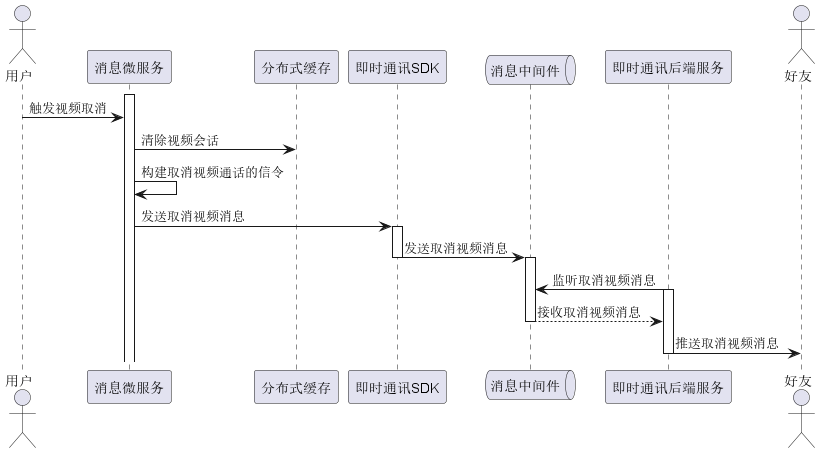 用户
消息微服务
分布式缓存
即时通讯SDK
消息中间件
即时通讯后端服务
好友
触发视频取消
清除视频会话
构建取消视频通话的信令
发送取消视频消息
发送取消视频消息
监听取消视频消息
接收取消视频消息
推送取消视频消息
用户
消息微服务
分布式缓存
即时通讯SDK
消息中间件
即时通讯后端服务
好友